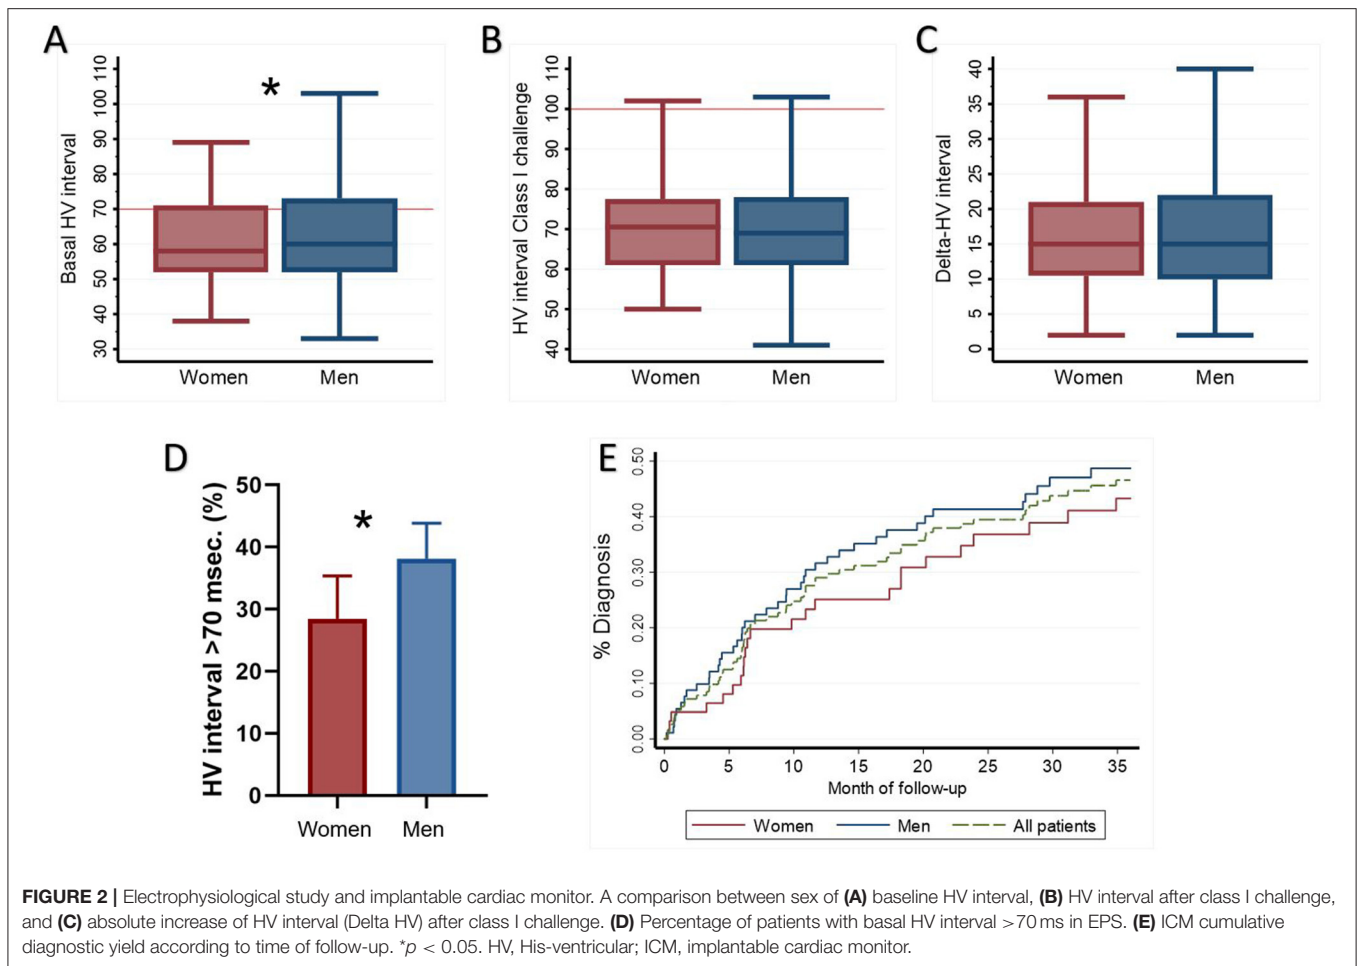 A
Basal HV interval
110
100
90
80
70
60
50
40
30
*
Women
Men
B
HV interval Class I challenge
110
100
90
80
70
60
50
40
Women
Men
C
Delta-HV interval
40
35
30
25
20
15
10
5
0
Women
Men
D
HV interval >70 msec. (%)
50
40
30
20
10
0
*
Women
Men
E
% Diagnosis
0.50
0.40
0.30
0.20
0.10
0.00
0 5 10 15 20 25 30 35
Month of follow-up
Women Men All patients
FIGURE 2 | Electrophysiological study and implantable cardiac monitor. A comparison between sex of (A) baseline HV interval, (B) HV interval after class I challenge,
and (C) absolute increase of HV interval (Delta HV) after class I challenge. (D) Percentage of patients with basal HV interval >70 ms in EPS. (E) ICM cumulative
diagnostic yield according to time of follow-up. *p < 0.05. HV, His-ventricular; ICM, implantable cardiac monitor.